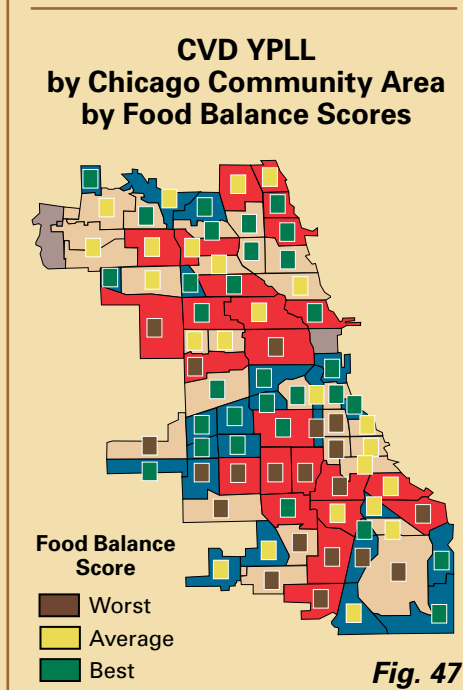 CVD YPLL
by Chicago Community Area
by Food Balance Scores
Food Balance
Score
Worst
Average
Best
Fig. 47